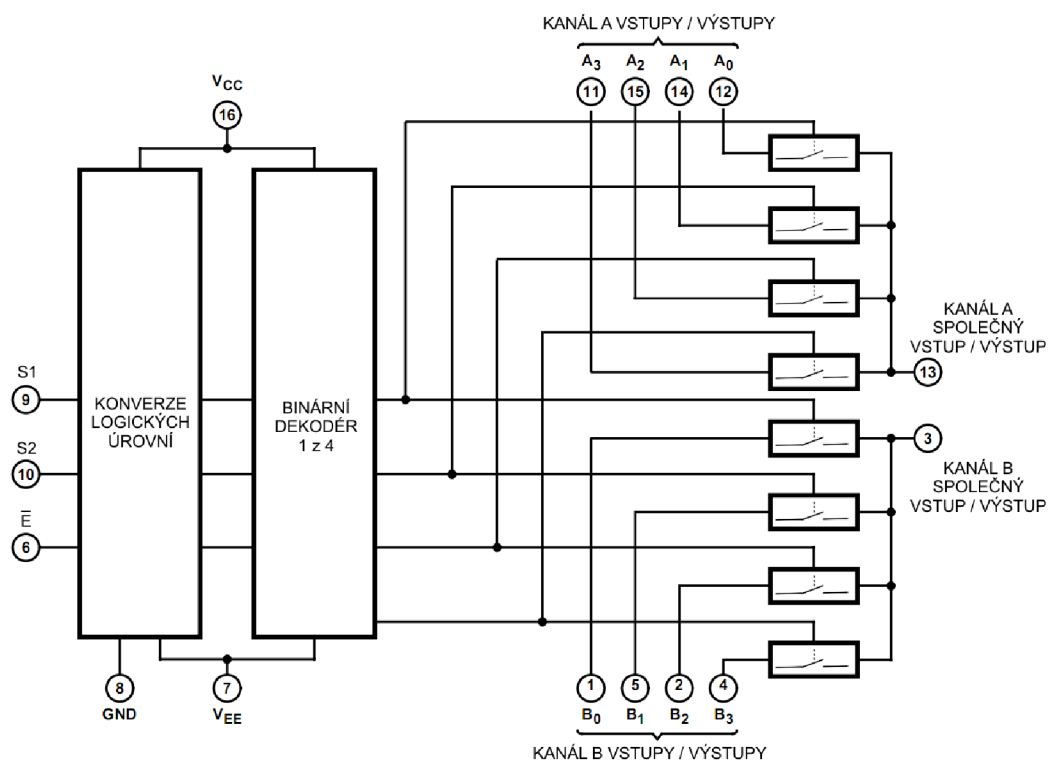 KANÁL A VSTUPY / VÝSTUPY
A3 A2 A1 A0
11 15 14 12
VCC
16
KANÁL A
SPOLEČNÝ
VSTUP / VÝSTUP
13
S1
9
KONVERZE
LOGICKÝCH
ÚROVNÍ
BINÁRNÍ
DEKODÉR
1 z 4
3
KANÁL B
SPOLEČNÝ
VSTUP / VÝSTUP
S2
10
E̅
6
8
GND
7
VEE
1 5 2 4
B0 B1 B2 B3
KANÁL B VSTUPY / VÝSTUPY